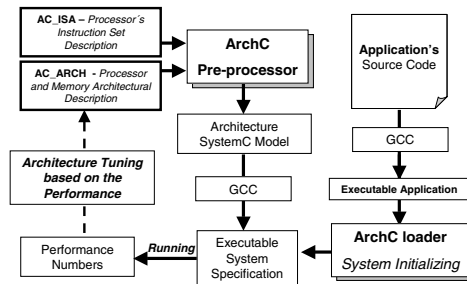 AC_ISA – Processor´s
Instruction Set
Description
AC_ARCH - Processor
and Memory Architectural
Description
ArchC
Pre-processor
Application's
Source Code
Architecture
SystemC Model
GCC
Architecture Tuning
based on the
Performance
GCC
Executable Application
Performance
Numbers
Running
Executable
System
Specification
ArchC loader
System Initializing